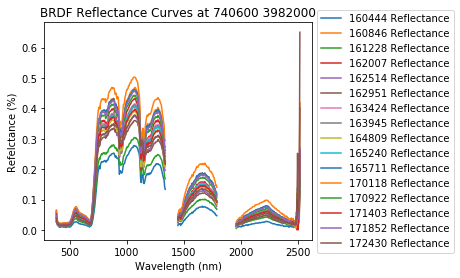 BRDF Reflectance Curves at 740600 3982000
0.6
0.5
0.4
0.3
0.2
0.1
0.0
Refelctance (%)
500
1000
1500
2000
2500
Wavelength (nm)
160444 Reflectance
160846 Reflectance
161228 Reflectance
162007 Reflectance
162514 Reflectance
162951 Reflectance
163424 Reflectance
163945 Reflectance
164809 Reflectance
165240 Reflectance
165711 Reflectance
170118 Reflectance
170922 Reflectance
171403 Reflectance
171852 Reflectance
172430 Reflectance